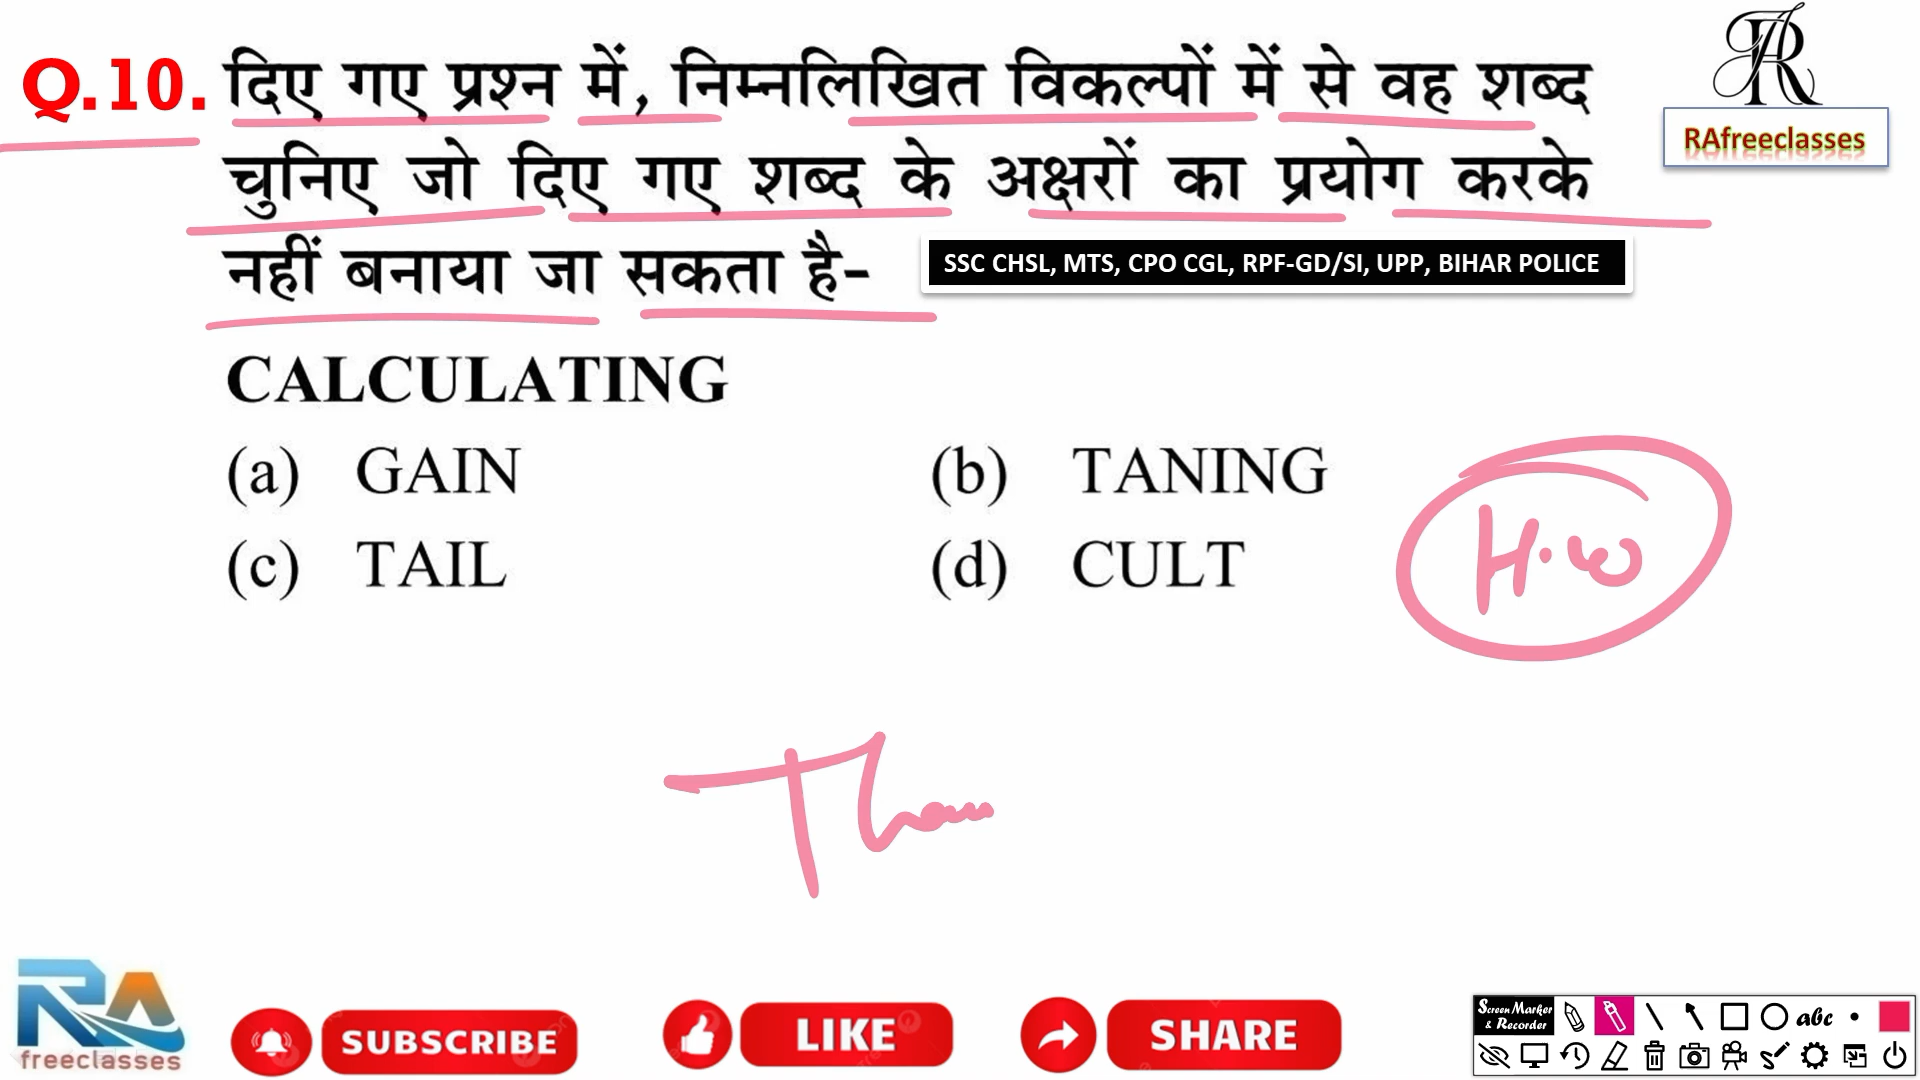 Q.10. दिए गए प्रश्न में, निम्नलिखित विकल्पों में से वह शब्द
चुनिए जो दिए गए शब्द के अक्षरों का प्रयोग करके
नहीं बनाया जा सकता है-
RAfreeclasses
SSC CHSL, MTS, CPO CGL, RPF-GD/SI, UPP, BIHAR POLICE
CALCULATING
(a) GAIN (b) TANING
(c) TAIL (d) CULT
H.W
RA
freeclasses
SUBSCRIBE
LIKE
SHARE
Screen Marker
& Recorder
abc